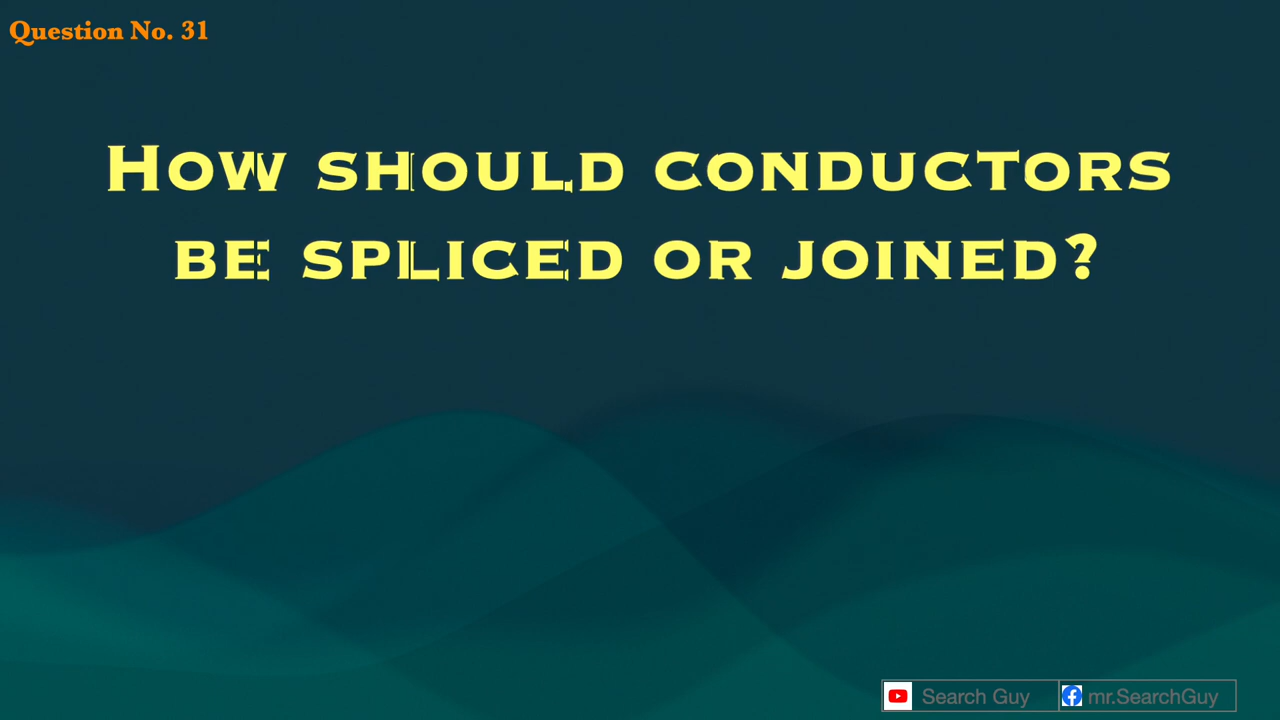 Question No. 31
How should conductors
be spliced or joined?
Search Guy
mr.SearchGuy